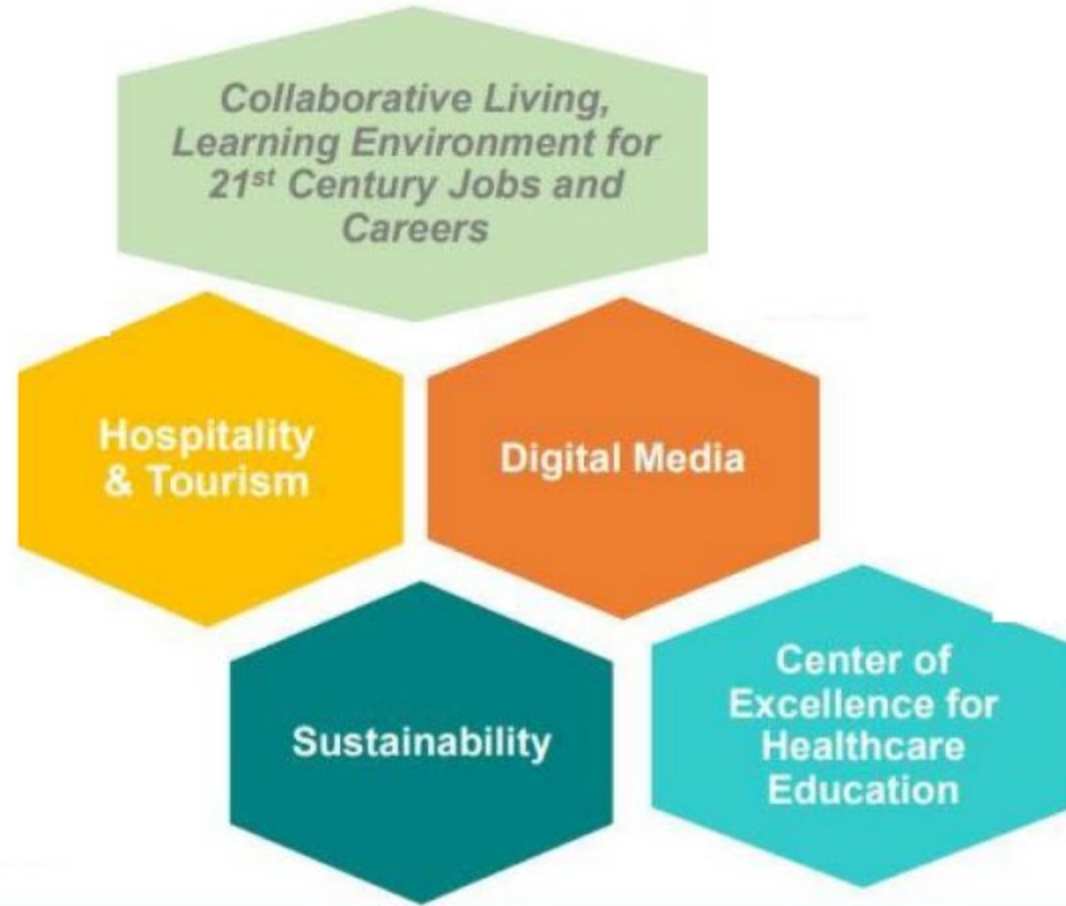 Collaborative Living,
Learning Environment for
21st Century Jobs and
Careers
Hospitality
& Tourism
Digital Media
Sustainability
Center of
Excellence for
Healthcare
Education